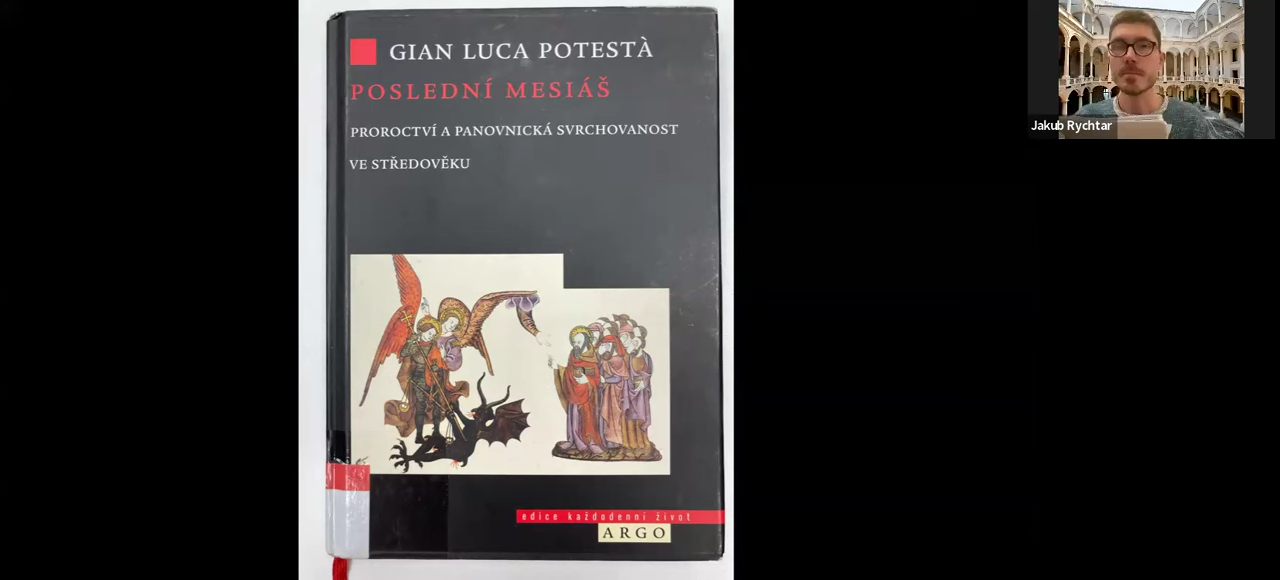 GIAN LUCA POTESTÀ
POSLEDNÍ MESIÁŠ
PROROCTVÍ A PANOVNICKÁ SVRCHOVANOST
VE STŘEDOVĚKU
edice každodenní život
ARGO
Jakub Rychtar